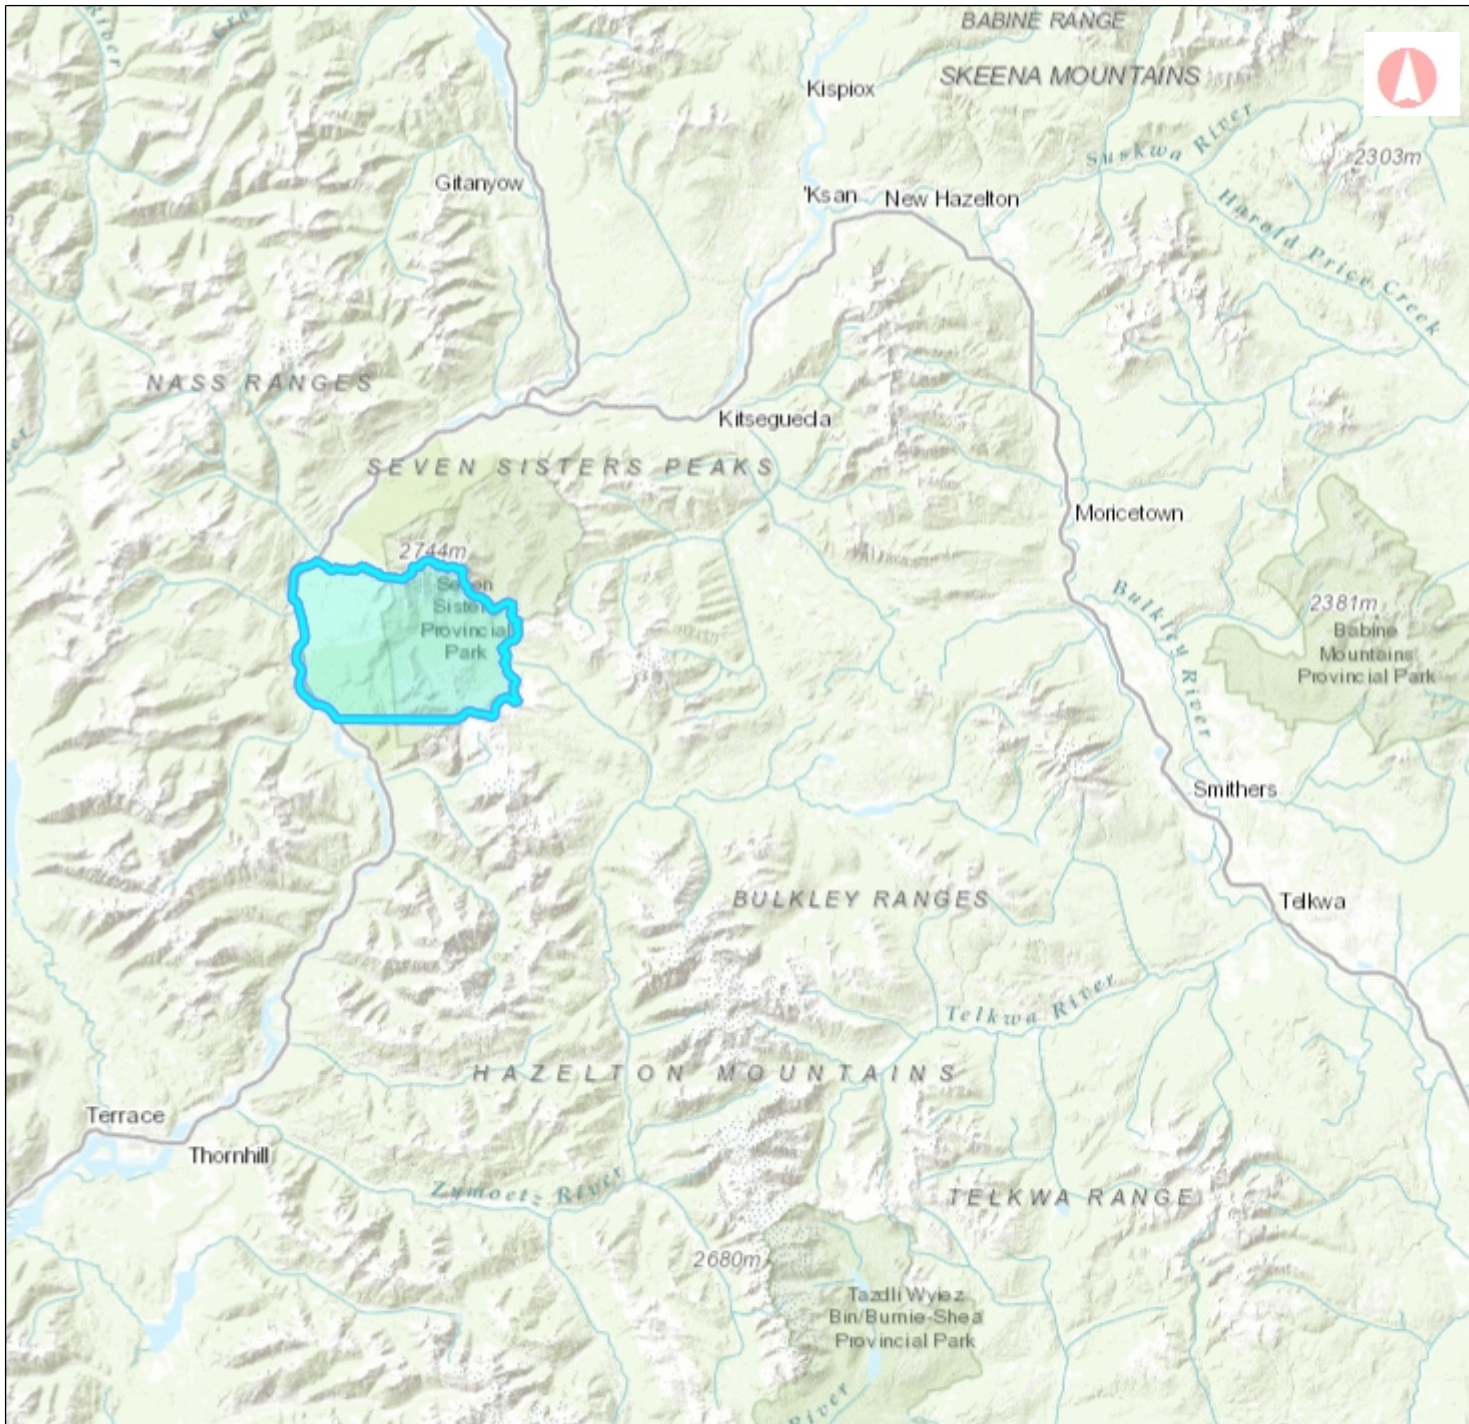 BABINE RANGE
SKEENA MOUNTAINS
River
Kispiox
Suskwa River
2303m
Gitanyow
'Ksan
New Hazelton
Harold Price Creek
NASS RANGES
Kitseguecla
SEVEN SISTERS PEAKS
Moricetown
2744m
Seven
Sisters
Provincial
Park
Bulkley River
2381m
Babine
Mountains
Provincial Park
Smithers
BULKLEY RANGES
Telkwa
Telkwa River
HAZELTON MOUNTAINS
Terrace
Thornhill
Zymoetz River
TELKWA RANGE
2680m
Tazdli Wyiez
Bin/Burnie-Shea
Provincial Park
River